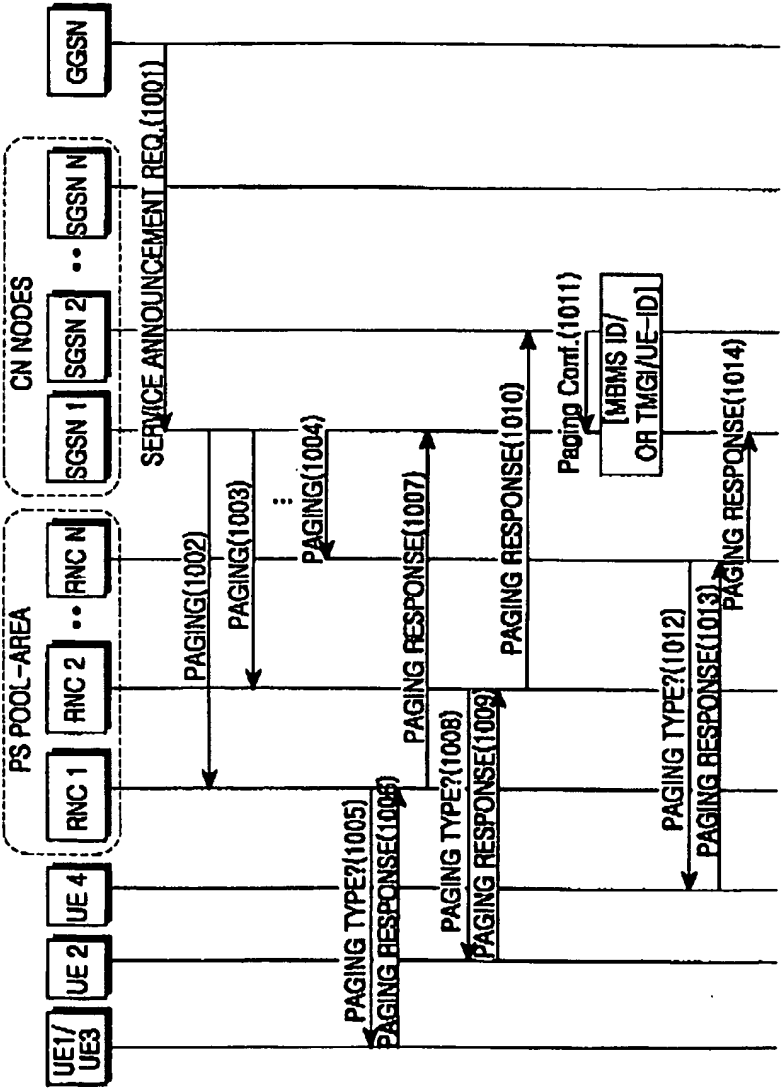 PS POOL-AREA
CN NODES
UE1/
UE3
UE 2
UE 4
RNC 1
RNC 2
••
RNC N
SGSN 1
SGSN 2
••
SGSN N
GGSN
SERVICE ANNOUNCEMENT REQ.(1001)
PAGING(1002)
PAGING(1003)
...
PAGING(1004)
PAGING TYPE?(1005)
PAGING RESPONSE(1006)
PAGING RESPONSE(1007)
PAGING TYPE?(1008)
PAGING RESPONSE(1009)
PAGING RESPONSE(1010)
Paging Conf.(1011)
[MBMS ID/
OR TMGI/UE-ID]
PAGING TYPE?(1012)
PAGING RESPONSE(1013)
PAGING RESPONSE(1014)